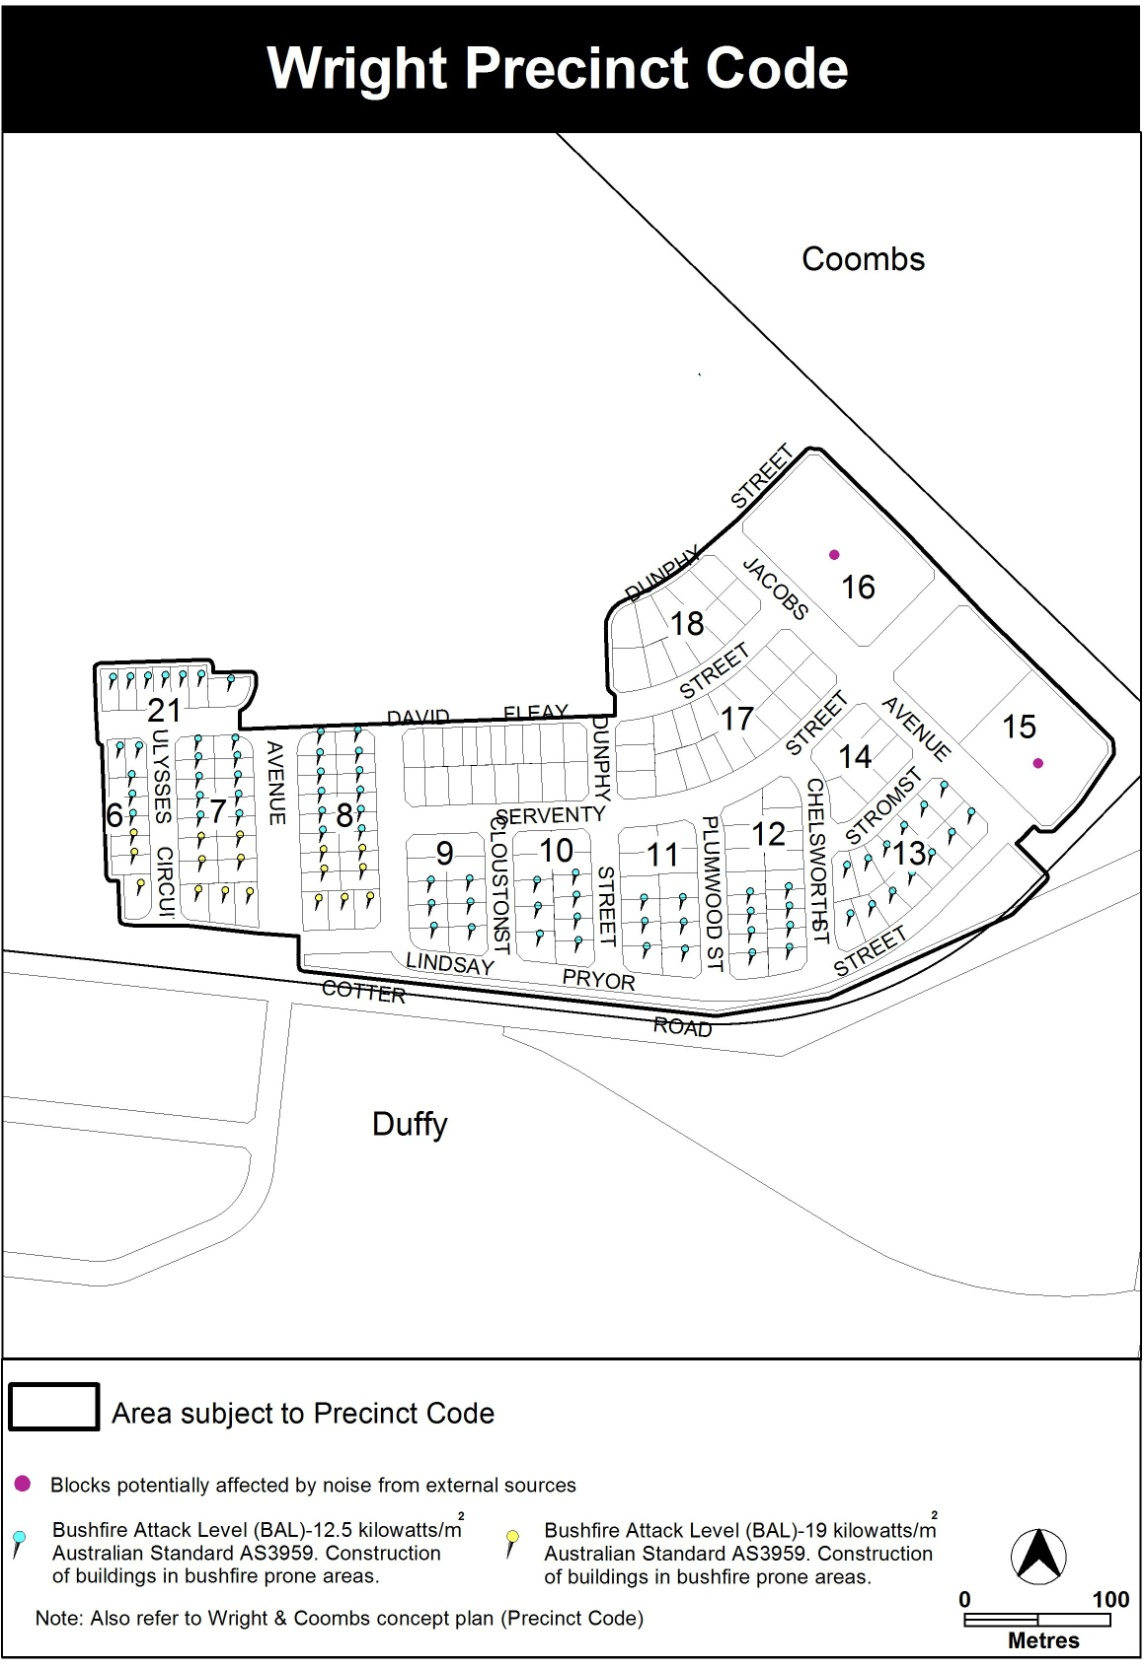 Wright Precinct Code
Coombs
STREET
DUNPHY
JACOBS
16
18
STREET
21
DAVID
FLEAY
DUNPHY
17
STREET
AVENUE
15
14
ULYSSES
AVENUE
CHELSWORTH ST
STROMST
6
7
8
SERVENTY
CLOUSTON ST
PLUMWOOD ST
12
9
10
11
13
CIRCUI
STREET
STREET
LINDSAY
PRYOR
COTTER
ROAD
Duffy
Area subject to Precinct Code
Blocks potentially affected by noise from external sources
Bushfire Attack Level (BAL)-12.5 kilowatts/m²
Australian Standard AS3959. Construction
of buildings in bushfire prone areas.
Bushfire Attack Level (BAL)-19 kilowatts/m²
Australian Standard AS3959. Construction
of buildings in bushfire prone areas.
Note: Also refer to Wright & Coombs concept plan (Precinct Code)
0 100
Metres